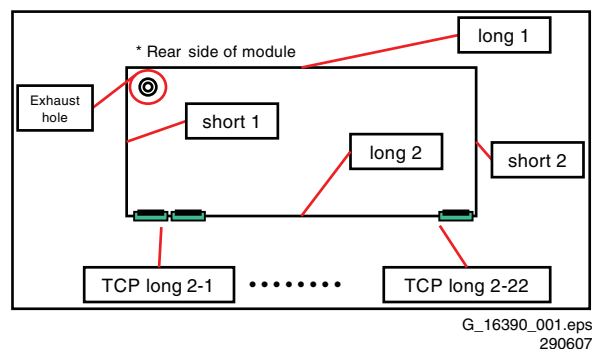 long 1
* Rear side of module
Exhaust
hole
short 1
long 2
short 2
TCP long 2-1
TCP long 2-22
G_16390_001.eps
290607